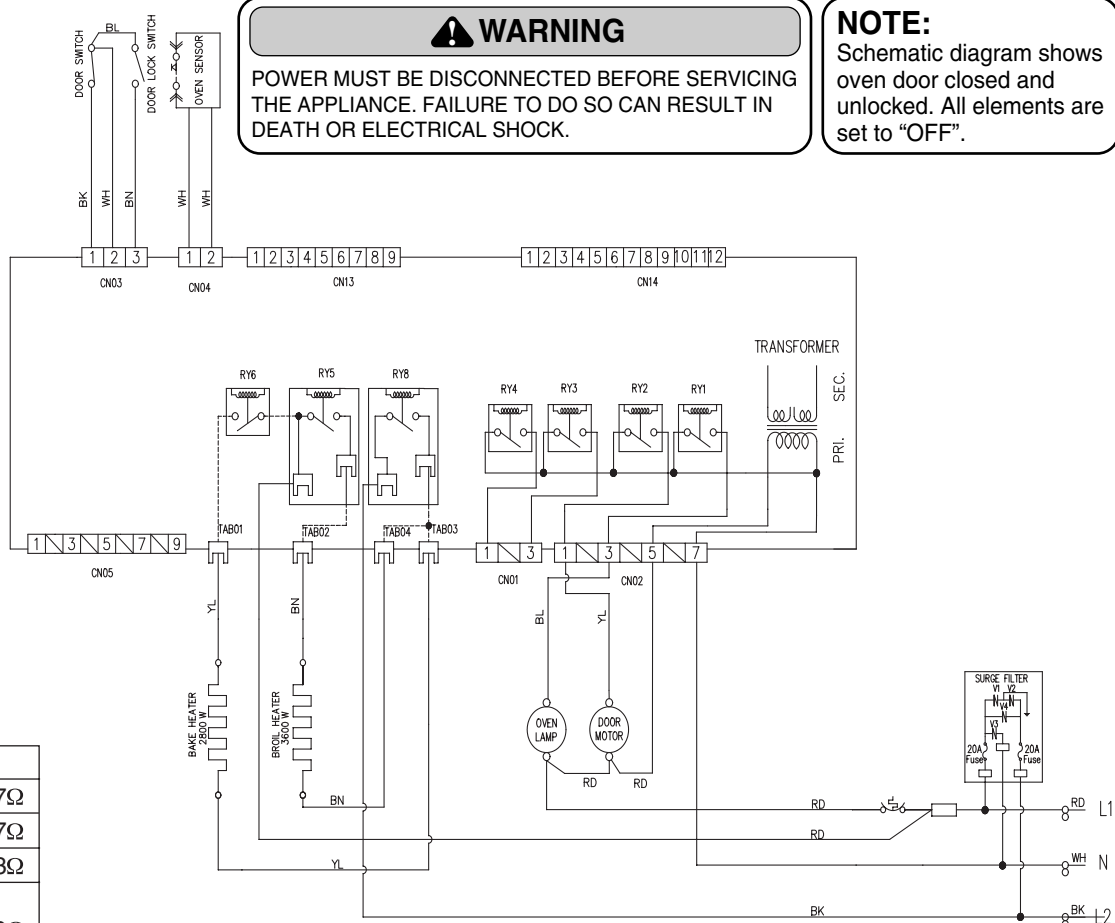 WARNING
POWER MUST BE DISCONNECTED BEFORE SERVICING
THE APPLIANCE. FAILURE TO DO SO CAN RESULT IN
DEATH OR ELECTRICAL SHOCK.
NOTE:
Schematic diagram shows
oven door closed and
unlocked. All elements are
set to “OFF”.
DOOR SWITCH
BL
DOOR LOCK SWITCH
OVEN SENSOR
BK
WH
BN
WH
WH
1 2 3
CN03
1 2
CN04
1 2 3 4 5 6 7 8 9
CN13
1 2 3 4 5 6 7 8 9 10 11 12
CN14
TRANSFORMER
SEC.
PRI.
RY6
RY5
RY8
RY4
RY3
RY2
RY1
1 3 5 7 9
CN05
TAB01
TAB02
TAB04
TAB03
1 3
CN01
1 3 5 7
CN02
YL
BN
BL
YL
BAKE HEATER
2800 W
BROIL HEATER
3600 W
OVEN
LAMP
DOOR
MOTOR
RD
RD
BN
YL
SURGE FILTER
V1 V2
V4
V3
20A
Fuse
20A
Fuse
RD
RD L1
RD
WH N
BK
BK L2
7Ω
7Ω
8Ω